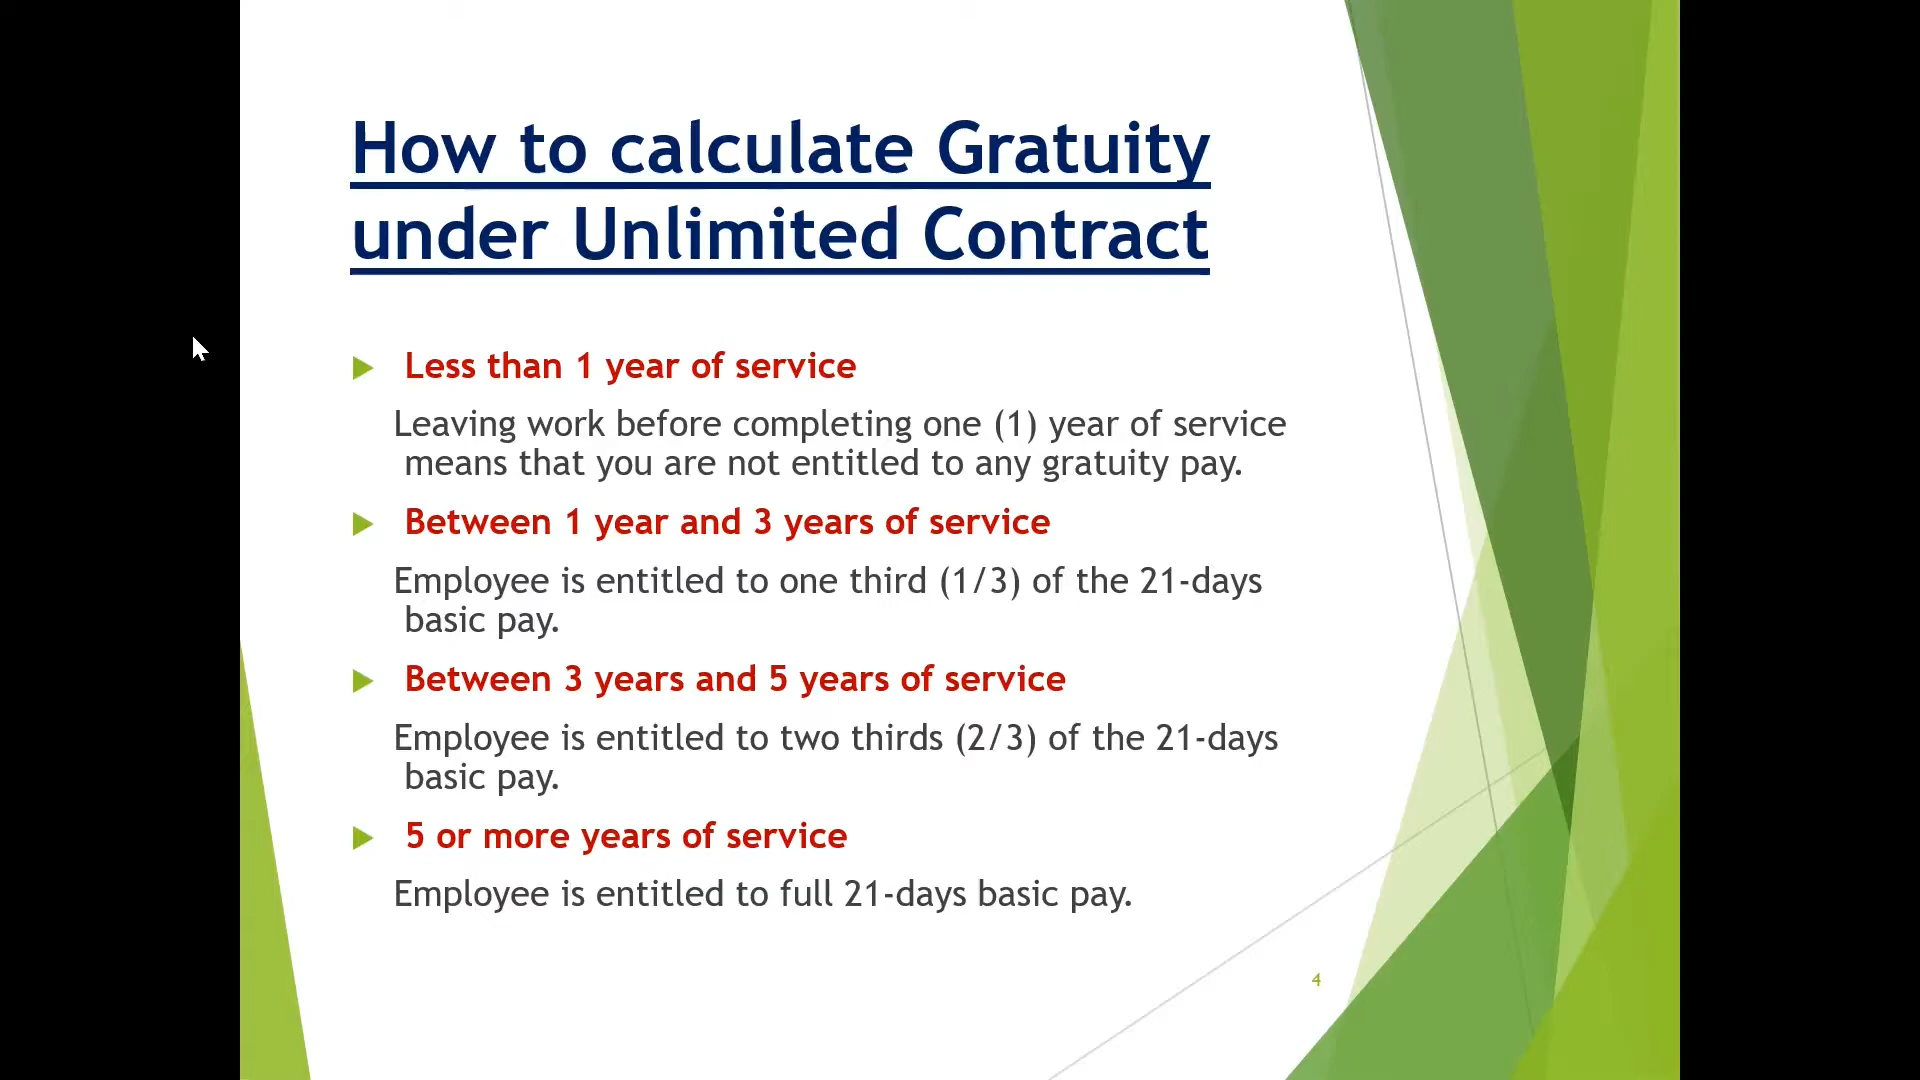 How to calculate Gratuity
under Unlimited Contract
Less than 1 year of service
Leaving work before completing one (1) year of service
means that you are not entitled to any gratuity pay.
Between 1 year and 3 years of service
Employee is entitled to one third (1/3) of the 21-days
basic pay.
Between 3 years and 5 years of service
Employee is entitled to two thirds (2/3) of the 21-days
basic pay.
5 or more years of service
Employee is entitled to full 21-days basic pay.
4